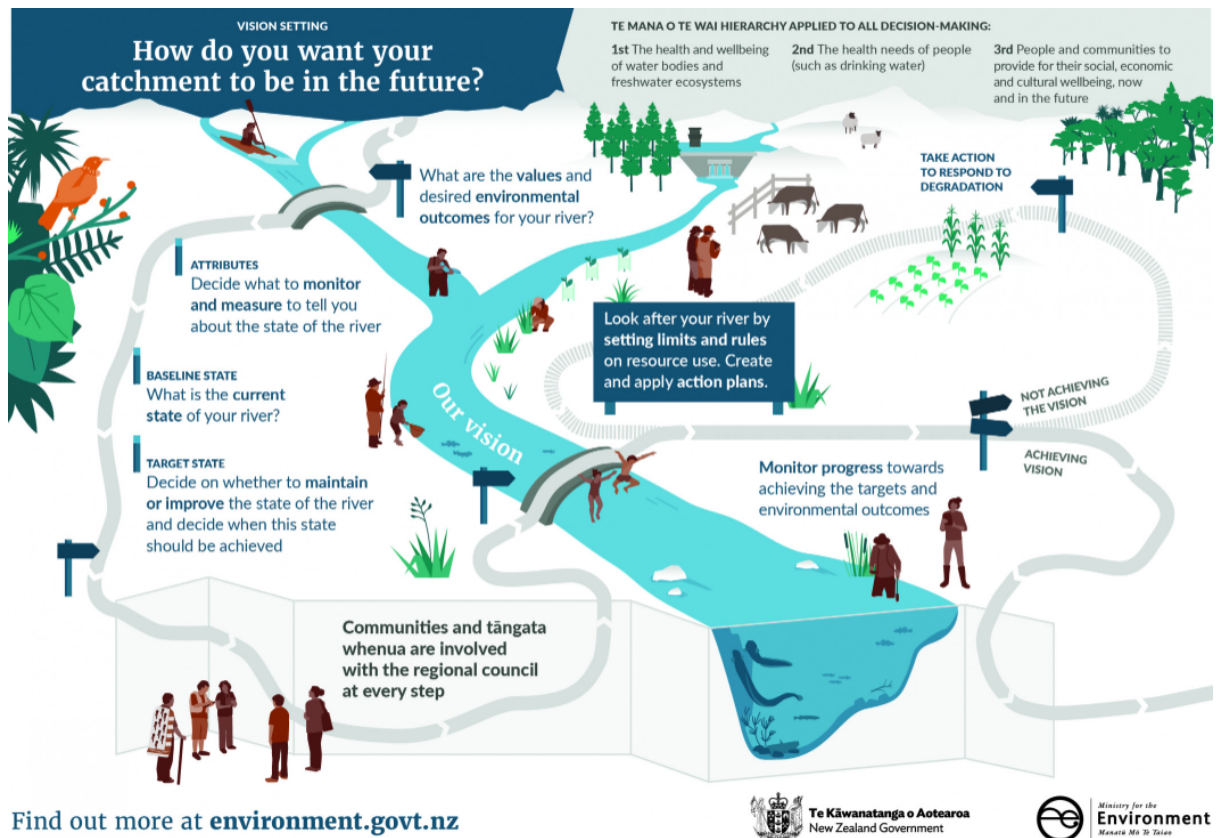 VISION SETTING
How do you want your
catchment to be in the future?
TE MANA O TE WAI HIERARCHY APPLIED TO ALL DECISION-MAKING:
1st The health and wellbeing
of water bodies and
freshwater ecosystems
2nd The health needs of people
(such as drinking water)
3rd People and communities to
provide for their social, economic
and cultural wellbeing, now
and in the future
What are the values and
desired environmental
outcomes for your river?
TAKE ACTION
TO RESPOND TO
DEGRADATION
ATTRIBUTES
Decide what to monitor
and measure to tell you
about the state of the river
BASELINE STATE
What is the current
state of your river?
TARGET STATE
Decide on whether to maintain
or improve the state of the river
and decide when this state
should be achieved
Our vision
Look after your river by
setting limits and rules
on resource use. Create
and apply action plans.
NOT ACHIEVING
THE VISION
ACHIEVING
VISION
Monitor progress towards
achieving the targets and
environmental outcomes
Communities and tāngata
whenua are involved
with the regional council
at every step
Find out more at environment.govt.nz
Te Kāwanatanga o Aotearoa
New Zealand Government
Ministry for the
Environment
Manatū Mō Te Taiao